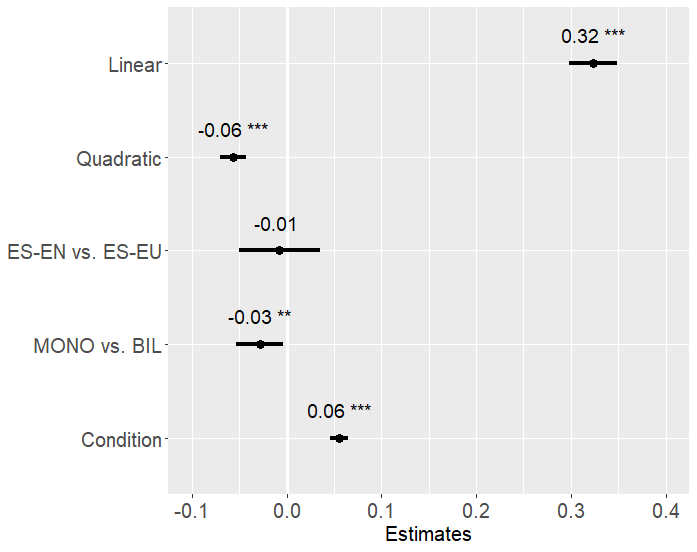 0.32 ***
Linear
-0.06 ***
Quadratic
-0.01
ES-EN vs. ES-EU
-0.03 **
MONO vs. BIL
0.06 ***
Condition
-0.1 0.0 0.1 0.2 0.3 0.4
Estimates